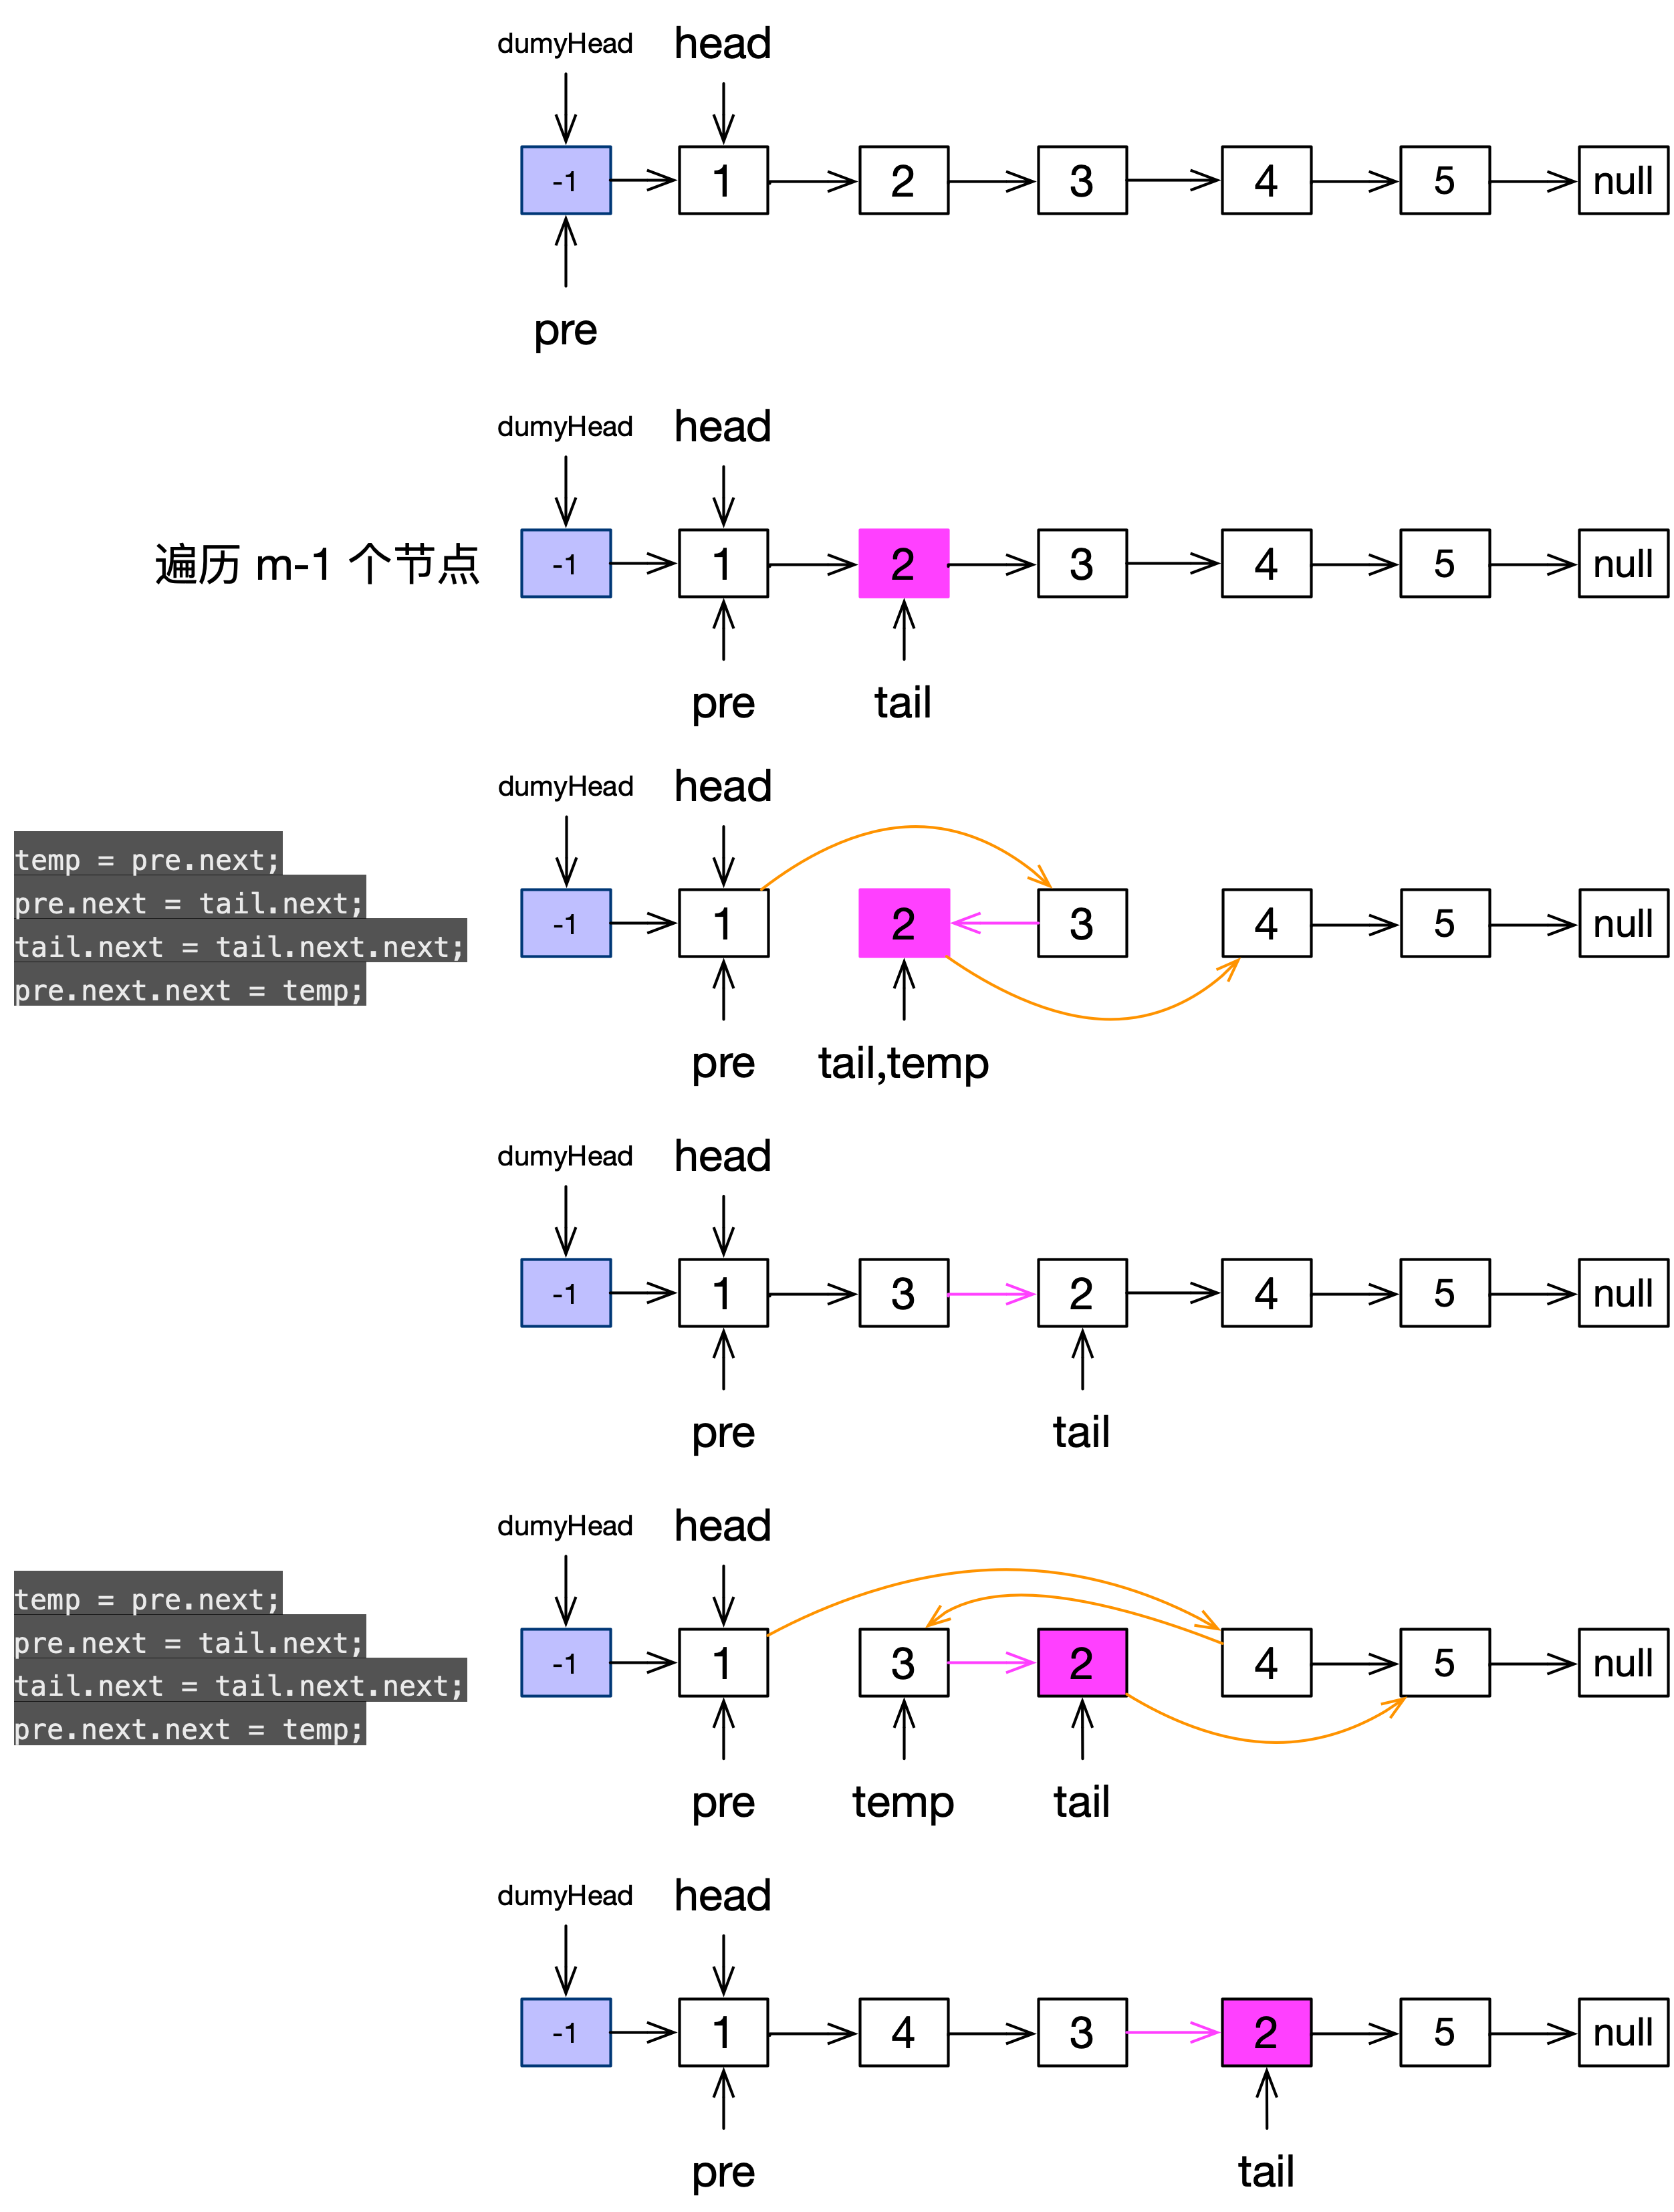 dumyHead head
-1 1 2 3 4 5 null
pre
dumyHead head
遍历 m-1 个节点 -1 1 2 3 4 5 null
pre tail
dumyHead head
temp = pre.next;
pre.next = tail.next;
tail.next = tail.next.next;
pre.next.next = temp;
-1 1 2 3 4 5 null
pre tail,temp
dumyHead head
-1 1 3 2 4 5 null
pre tail
dumyHead head
temp = pre.next;
pre.next = tail.next;
tail.next = tail.next.next;
pre.next.next = temp;
-1 1 3 2 4 5 null
pre temp tail
dumyHead head
-1 1 4 3 2 5 null
pre tail